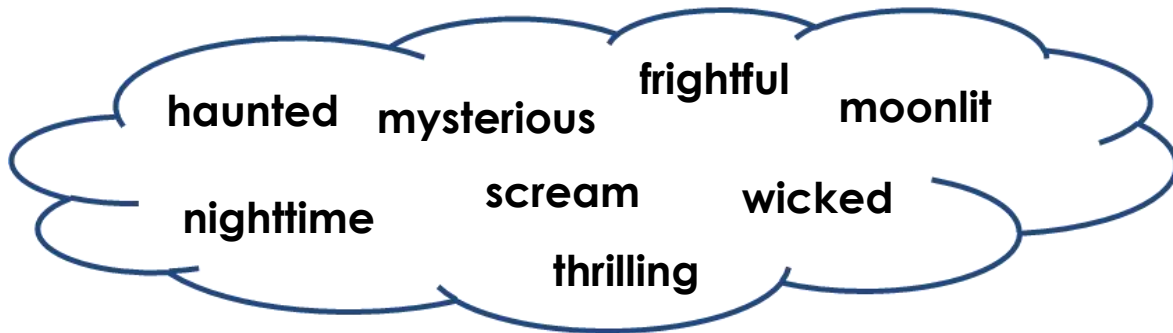 frightful
haunted mysterious moonlit
scream wicked
nighttime
thrilling